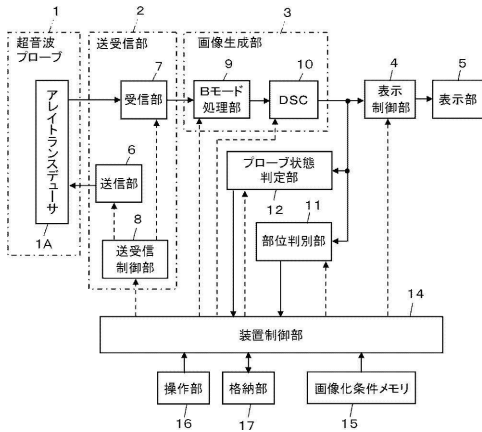 1
2
3
超音波
プローブ
送受信部
画像生成部
7
9
10
4
5
アレイトランスデューサ
受信部
Bモード
処理部
DSC
表示
制御部
表示部
6
送信部
プローブ状態
判定部
12
11
1A
8
送受信
制御部
部位判別部
14
装置制御部
操作部
格納部
画像化条件メモリ
16
17
15